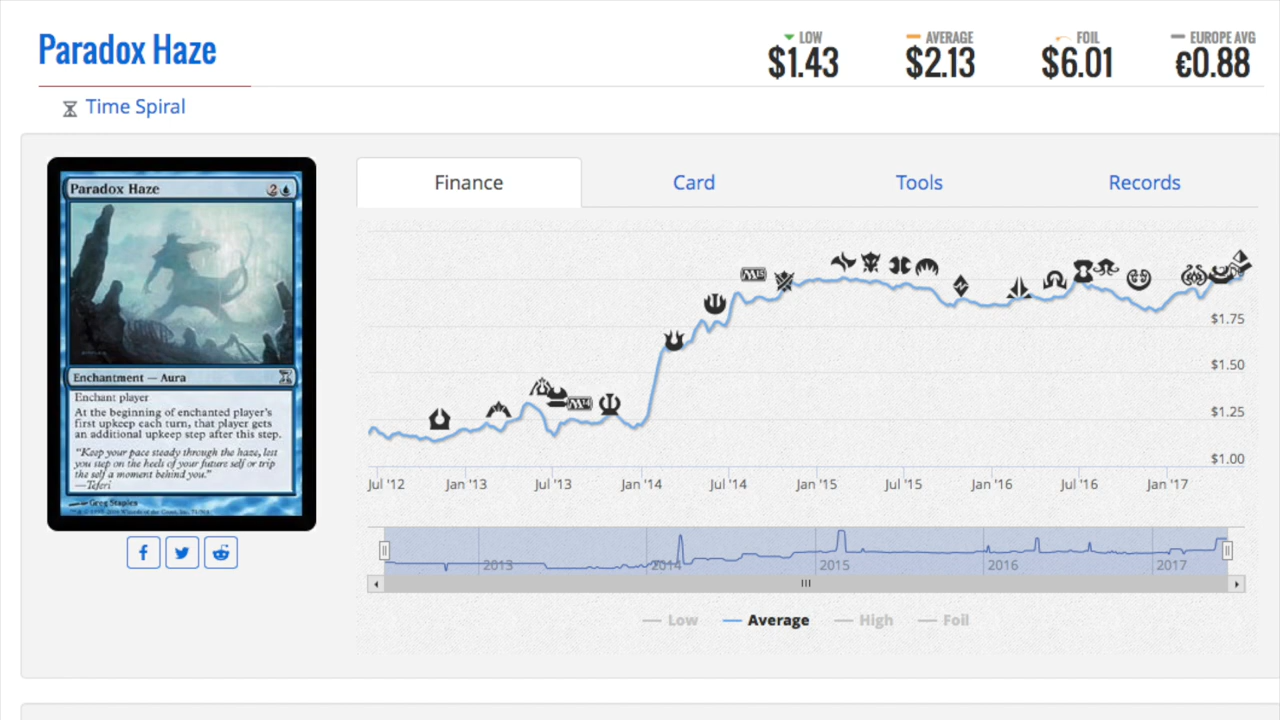 Paradox Haze
LOW
$1.43
AVERAGE
$2.13
FOIL
$6.01
EUROPE AVG
€0.88
Time Spiral
Paradox Haze 2
Enchantment — Aura
Enchant player
At the beginning of enchanted player's
first upkeep each turn, that player gets
an additional upkeep step after this step.
"Keep your pace steady through the haze, lest
you step on the heels of your future self or trip
the self a moment behind you."
—Teferi
Greg Staples
Finance
Card
Tools
Records
M15
M14
$1.75
$1.50
$1.25
$1.00
Jul '12 Jan '13 Jul '13 Jan '14 Jul '14 Jan '15 Jul '15 Jan '16 Jul '16 Jan '17
2013 2014 2015 2016 2017
Low Average High Foil